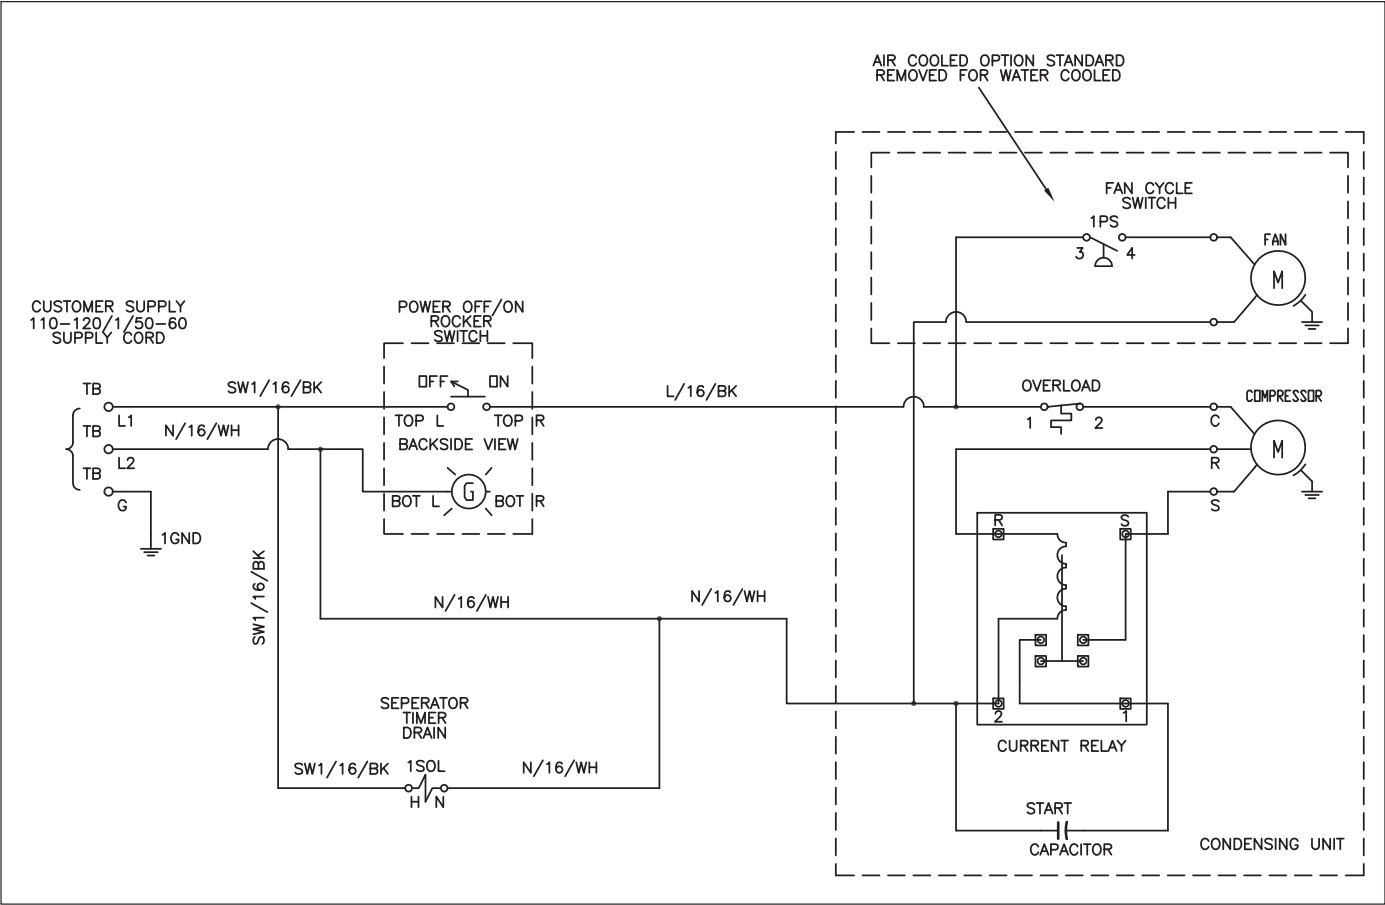 AIR COOLED OPTION STANDARD
REMOVED FOR WATER COOLED
FAN CYCLE
SWITCH
1PS
3
4
FAN
M
CUSTOMER SUPPLY
110-120/1/50-60
SUPPLY CORD
POWER OFF/ON
ROCKER
SWITCH
TB
L1
SW1/16/BK
OFF
ON
TOP L
TOP R
L/16/BK
OVERLOAD
1
2
C
COMPRESSOR
M
TB
L2
N/16/WH
BACKSIDE VIEW
R
TB
G
BOT L
G
BOT R
S
1GND
SW1/16/BK
R
S
N/16/WH
N/16/WH
2
1
CURRENT RELAY
SEPERATOR
TIMER
DRAIN
SW1/16/BK
1SOL
H
N
N/16/WH
START
CAPACITOR
CONDENSING UNIT